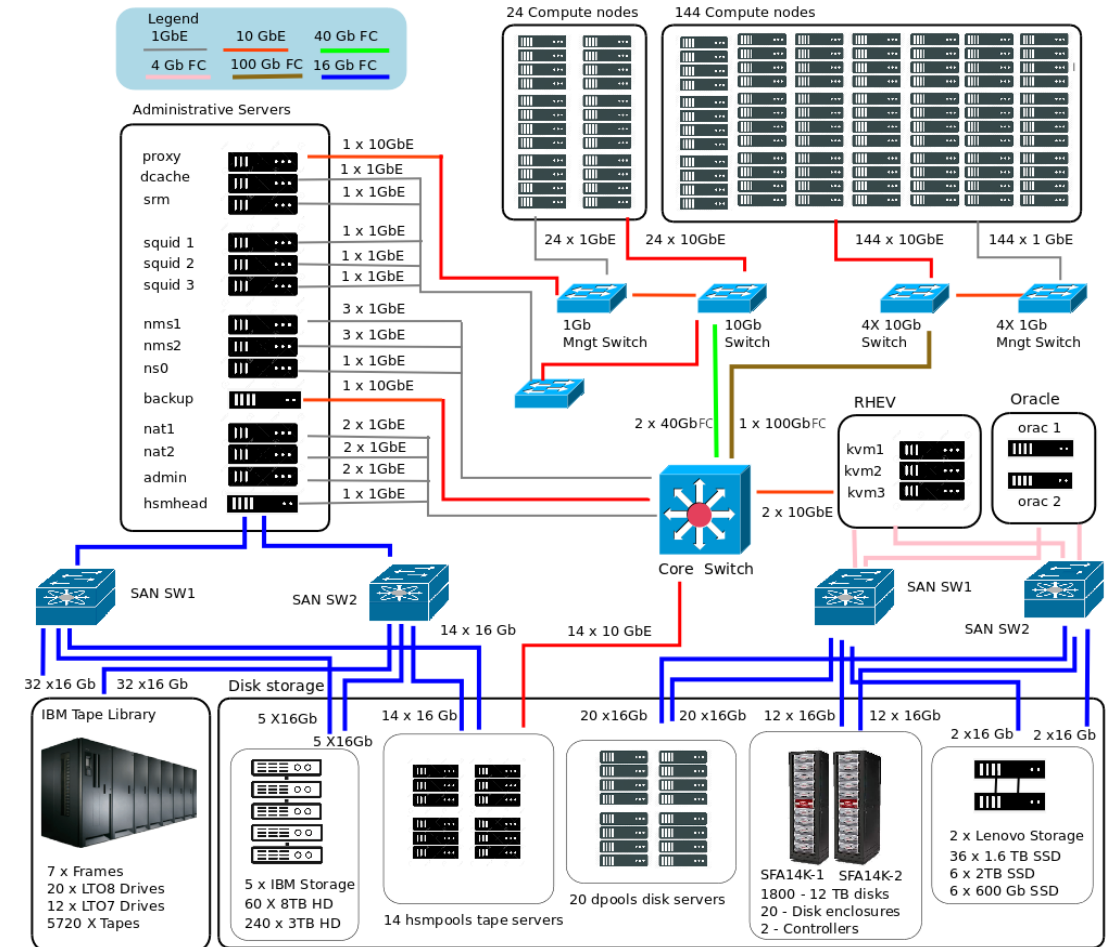 Legend
1GbE
10 GbE
40 Gb FC
4 Gb FC
100 Gb FC
16 Gb FC
24 Compute nodes
144 Compute nodes
Administrative Servers
proxy
dcache
srm
squid 1
squid 2
squid 3
nms1
nms2
ns0
backup
nat1
nat2
admin
hsmhead
1 x 10GbE
1 x 1GbE
1 x 1GbE
1 x 1GbE
1 x 1GbE
1 x 1GbE
3 x 1GbE
3 x 1GbE
1 x 1GbE
1 x 10GbE
2 x 1GbE
2 x 1GbE
2 x 1GbE
1 x 1GbE
24 x 1GbE
24 x 10GbE
144 x 10GbE
144 x 1 GbE
1Gb
Mngt Switch
10Gb
Switch
4X 10Gb
Switch
4X 1Gb
Mngt Switch
2 x 40GbFC
1 x 100GbFC
RHEV
kvm1
kvm2
kvm3
Oracle
orac 1
orac 2
2 x 10GbE
Core Switch
SAN SW1
SAN SW2
SAN SW1
SAN SW2
14 x 16 Gb
14 x 10 GbE
32 x16 Gb
32 x16 Gb
Disk storage
IBM Tape Library
7 x Frames
20 x LTO8 Drives
12 x LTO7 Drives
5720 X Tapes
5 X16Gb
5 X16Gb
5 x IBM Storage
60 X 8TB HD
240 x 3TB HD
14 x 16 Gb
14 hsmpools tape servers
20 x16Gb
20 x16Gb
20 dpools disk servers
12 x 16Gb
12 x 16Gb
SFA14K-1
SFA14K-2
1800 - 12 TB disks
20 - Disk enclosures
2 - Controllers
2 x16 Gb
2 x16 Gb
2 x Lenovo Storage
36 x 1.6 TB SSD
6 x 2TB SSD
6 x 600 Gb SSD